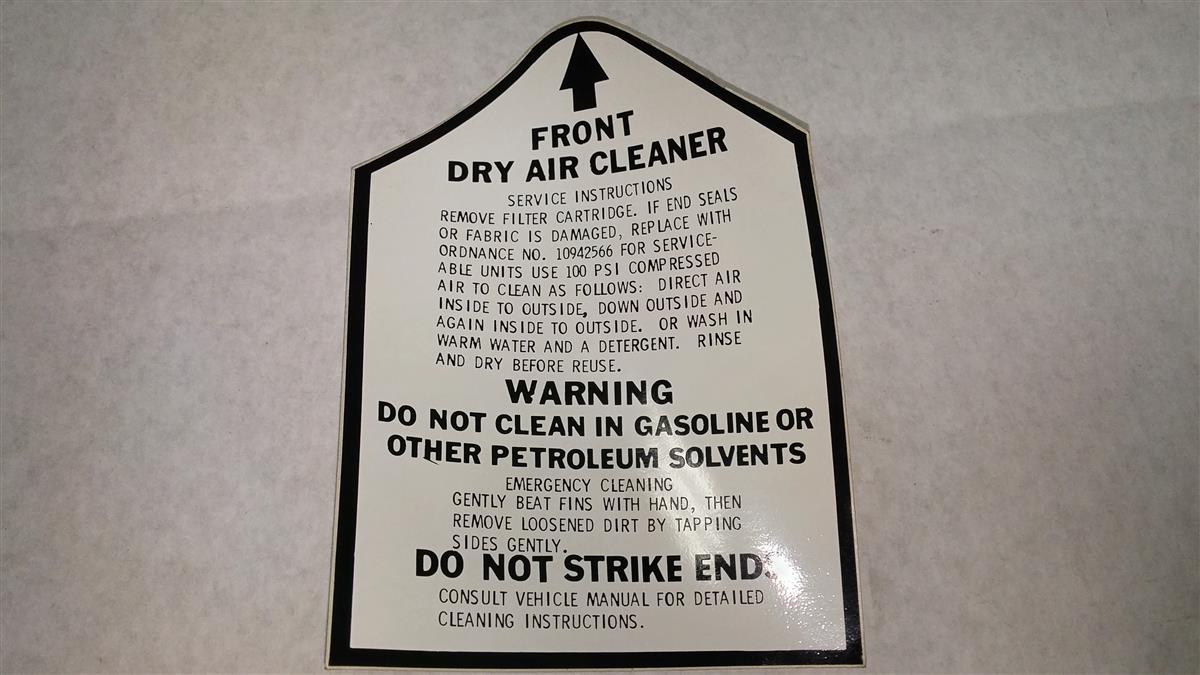 FRONT
DRY AIR CLEANER
SERVICE INSTRUCTIONS
REMOVE FILTER CARTRIDGE. IF END SEALS
OR FABRIC IS DAMAGED, REPLACE WITH
ORDNANCE NO. 10942566 FOR SERVICE-
ABLE UNITS USE 100 PSI COMPRESSED
AIR TO CLEAN AS FOLLOWS: DIRECT AIR
INSIDE TO OUTSIDE, DOWN OUTSIDE AND
AGAIN INSIDE TO OUTSIDE. OR WASH IN
WARM WATER AND A DETERGENT. RINSE
AND DRY BEFORE REUSE.
WARNING
DO NOT CLEAN IN GASOLINE OR
OTHER PETROLEUM SOLVENTS
EMERGENCY CLEANING
GENTLY BEAT FINS WITH HAND, THEN
REMOVE LOOSENED DIRT BY TAPPING
SIDES GENTLY.
DO NOT STRIKE END.
CONSULT VEHICLE MANUAL FOR DETAILED
CLEANING INSTRUCTIONS.